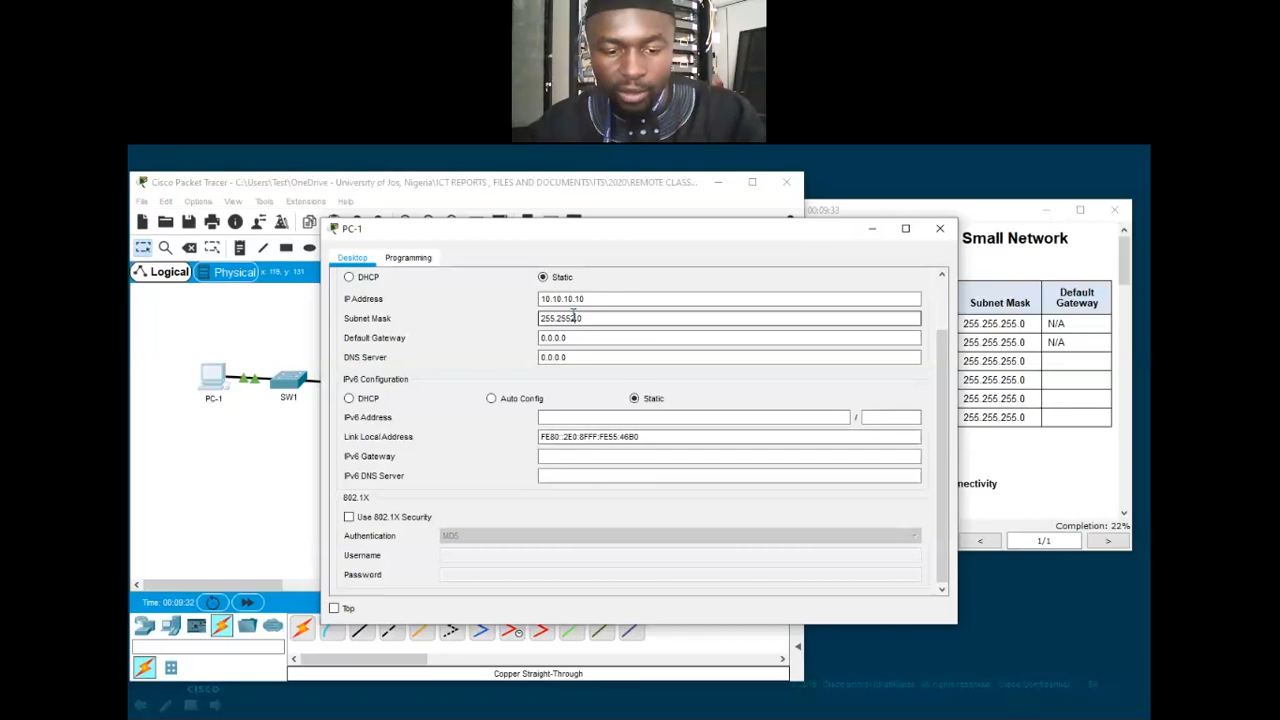 Cisco Packet Tracer - C:\Users\Test\OneDrive - University of Jos, Nigeria\ICT REPORTS , FILES AND DOCUMENTS\ITS\2020\REMOTE CLASS...
File Edit Options View Tools Extensions Help
00:09:33
PC-1
Small Network
Desktop Programming
Logical Physical x: 119, y: 131
DHCP Static
IP Address 10.10.10.10
Subnet Mask 255.2552.0
Default Gateway 0.0.0.0
DNS Server 0.0.0.0
Subnet Mask Default Gateway
255.255.255.0 N/A
255.255.255.0 N/A
255.255.255.0
255.255.255.0
255.255.255.0
255.255.255.0
PC-1 SW1
IPv6 Configuration
DHCP Auto Config Static
IPv6 Address /
Link Local Address FE80::2E0:8FFF:FE55:46B0
IPv6 Gateway
IPv6 DNS Server
nectivity
802.1X
Use 802.1X Security
Authentication MD5
Username
Password
Completion: 22%
< 1/1 >
Top
Time: 00:09:32
Copper Straight-Through
CISCO